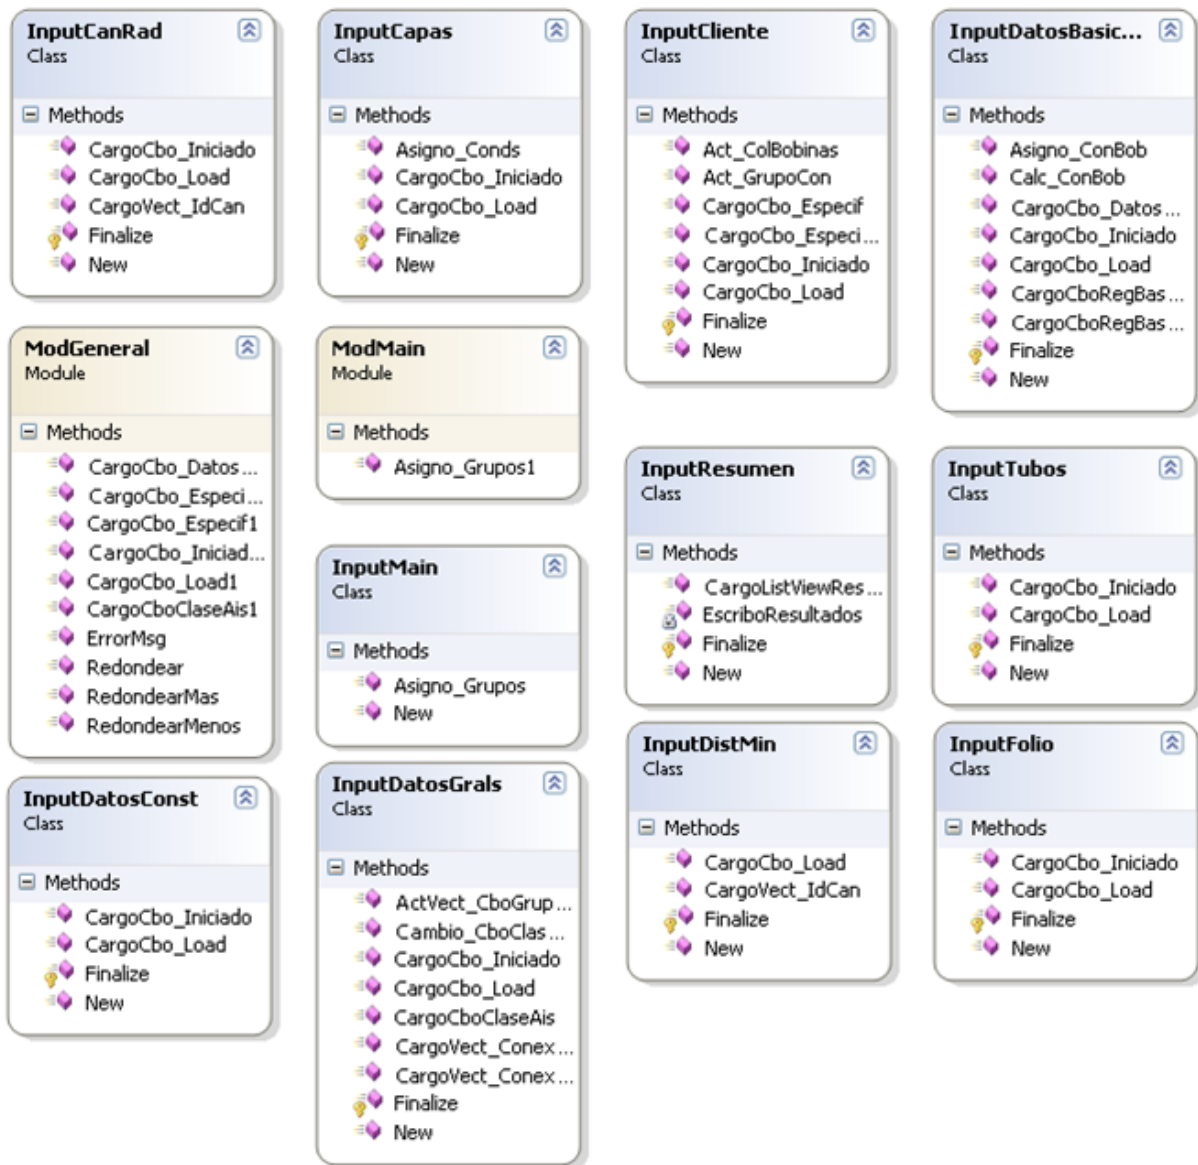 InputCanRad
Class
Methods
CargoCbo_Iniciado
CargoCbo_Load
CargoVect_IdCan
Finalize
New
InputCapas
Class
Methods
Asigno_Conds
CargoCbo_Iniciado
CargoCbo_Load
Finalize
New
InputCliente
Class
Methods
Act_ColBobinas
Act_GrupoCon
CargoCbo_Especif
CargoCbo_Especi...
CargoCbo_Iniciado
CargoCbo_Load
Finalize
New
InputDatosBasic...
Class
Methods
Asigno_ConBob
Calc_ConBob
CargoCbo_Datos...
CargoCbo_Iniciado
CargoCbo_Load
CargoCboRegBas...
CargoCboRegBas...
Finalize
New
ModGeneral
Module
Methods
CargoCbo_Datos...
CargoCbo_Especi...
CargoCbo_Especif1
CargoCbo_Iniciad...
CargoCbo_Load1
CargoCboClaseAis1
ErrorMsg
Redondear
RedondearMas
RedondearMenos
ModMain
Module
Methods
Asigno_Grupos1
InputMain
Class
Methods
Asigno_Grupos
New
InputResumen
Class
Methods
CargoListViewRes...
EscriboResultados
Finalize
New
InputTubos
Class
Methods
CargoCbo_Iniciado
CargoCbo_Load
Finalize
New
InputDatosConst
Class
Methods
CargoCbo_Iniciado
CargoCbo_Load
Finalize
New
InputDatosGrals
Class
Methods
ActVect_CboGrup...
Cambio_CboClas...
CargoCbo_Iniciado
CargoCbo_Load
CargoCboClaseAis
CargoVect_Conex...
CargoVect_Conex...
Finalize
New
InputDistMin
Class
Methods
CargoCbo_Load
CargoVect_IdCan
Finalize
New
InputFolio
Class
Methods
CargoCbo_Iniciado
CargoCbo_Load
Finalize
New